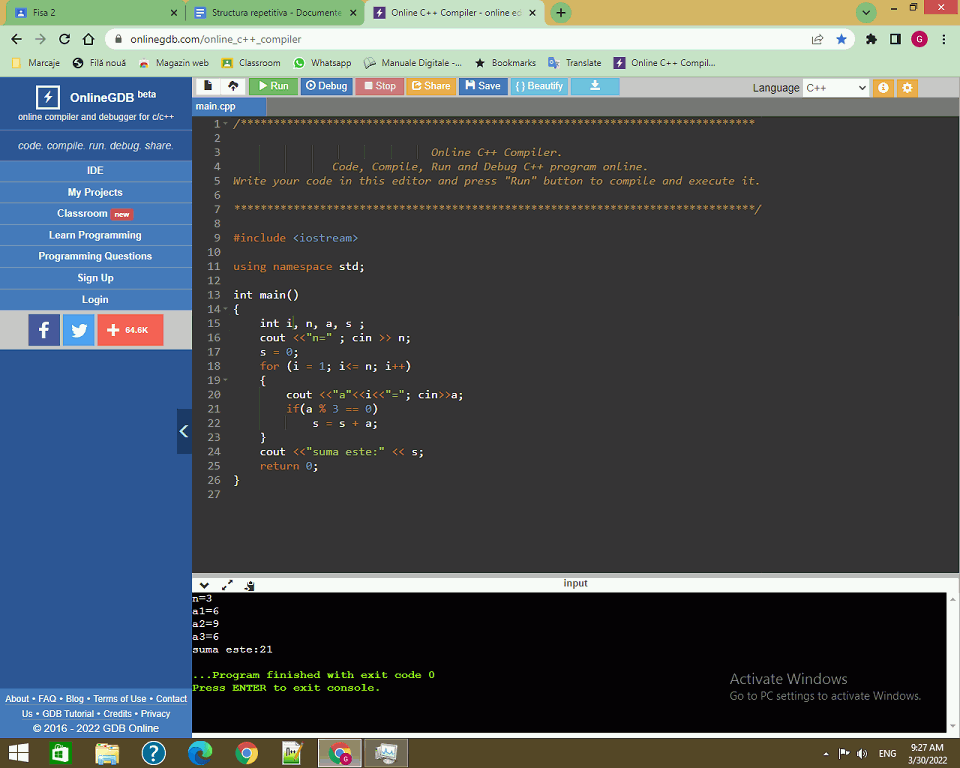 Fisa 2
Structura repetitiva - Documente
Online C++ Compiler - online ed
onlinegdb.com/online_c++_compiler
Marcaje
Filă nouă
Magazin web
Classroom
Whatsapp
Manuale Digitale -...
Bookmarks
Translate
Online C++ Compil...
OnlineGDB beta
online compiler and debugger for c/c++
code. compile. run. debug. share.
IDE
My Projects
Classroom new
Learn Programming
Programming Questions
Sign Up
Login
64.6K
About • FAQ • Blog • Terms of Use • Contact
Us • GDB Tutorial • Credits • Privacy
© 2016 - 2022 GDB Online
Run Debug Stop Share Save { } Beautify
Language C++
main.cpp
1 /******************************************************************************
2
3 Online C++ Compiler.
4 Code, Compile, Run and Debug C++ program online.
5 Write your code in this editor and press "Run" button to compile and execute it.
6
7 *******************************************************************************/
8
9 #include <iostream>
10
11 using namespace std;
12
13 int main()
14 {
15 int i, n, a, s ;
16 cout <<"n=" ; cin >> n;
17 s = 0;
18 for (i = 1; i<= n; i++)
19 {
20 cout <<"a"<<i<<"="; cin>>a;
21 if(a % 3 == 0)
22 s = s + a;
23 }
24 cout <<"suma este:" << s;
25 return 0;
26 }
27
input
n=3
a1=6
a2=9
a3=6
suma este:21
...Program finished with exit code 0
Press ENTER to exit console.
Activate Windows
Go to PC settings to activate Windows.
ENG
9:27 AM
3/30/2022